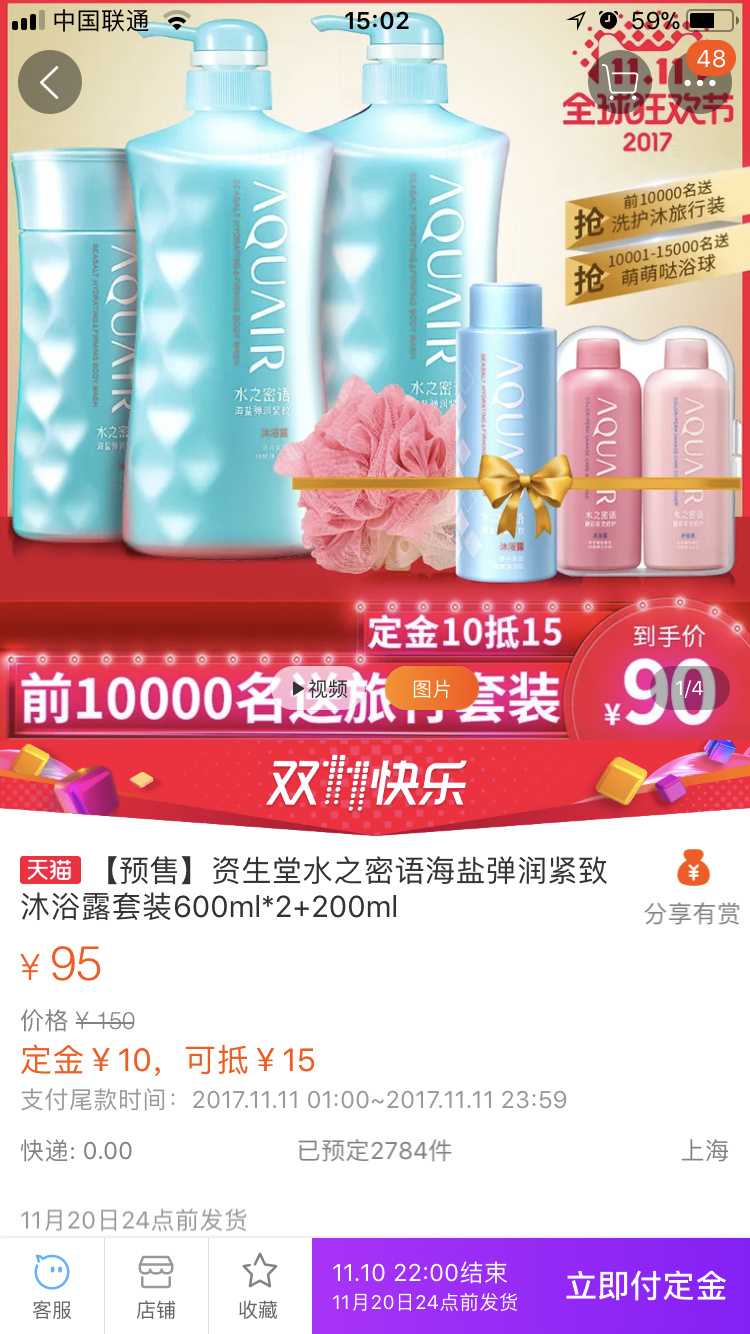 中国联通
15:02
59%
48
11.11
全球狂欢节
2017
抢
前10000名送
洗护沐旅行装
抢
10001-15000名送
萌萌哒浴球
AQUAIR
AQUAIR
AQUAIR
水之密语
水之密语
沐浴露
AQUAIR
水之密语
水之密语
沐浴露
定金10抵15
到手价
¥90
前10000名送旅行套装
视频
图片
1/4
双11快乐
天猫 【预售】资生堂水之密语海盐弹润紧致
沐浴露套装600ml*2+200ml
分享有赏
¥ 95
价格 ¥ 150
定金 ¥ 10，可抵 ¥ 15
支付尾款时间：2017.11.11 01:00~2017.11.11 23:59
快递: 0.00
已预定2784件
上海
11月20日24点前发货
客服
店铺
收藏
11.10 22:00结束
11月20日24点前发货
立即付定金